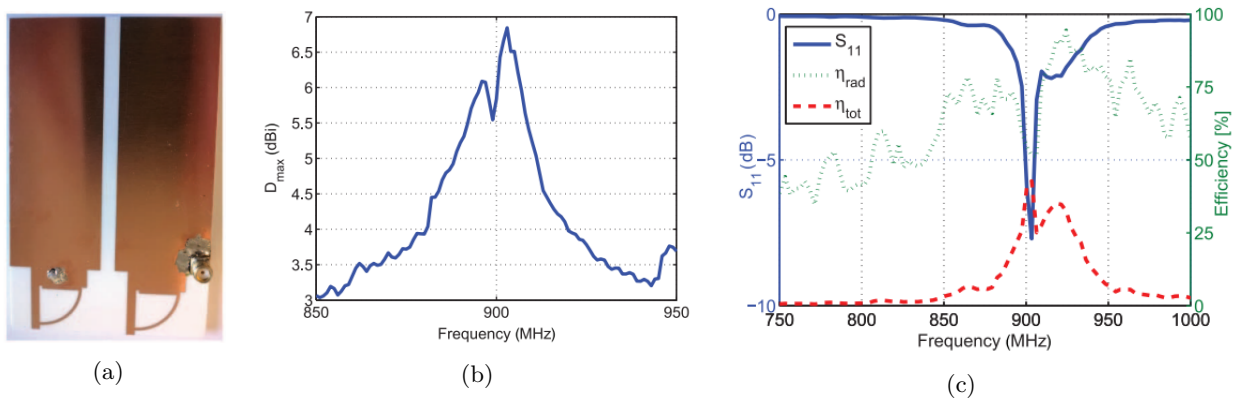 7
6.5
6
5.5
5
4.5
4
3.5
3
D_max (dBi)
850
900
950
Frequency (MHz)
0
−5
−10
S_11 (dB)
S_11
η_rad
η_tot
100
75
50
25
0
Efficiency [%]
750
800
850
900
950
1000
Frequency (MHz)
(a)
(b)
(c)